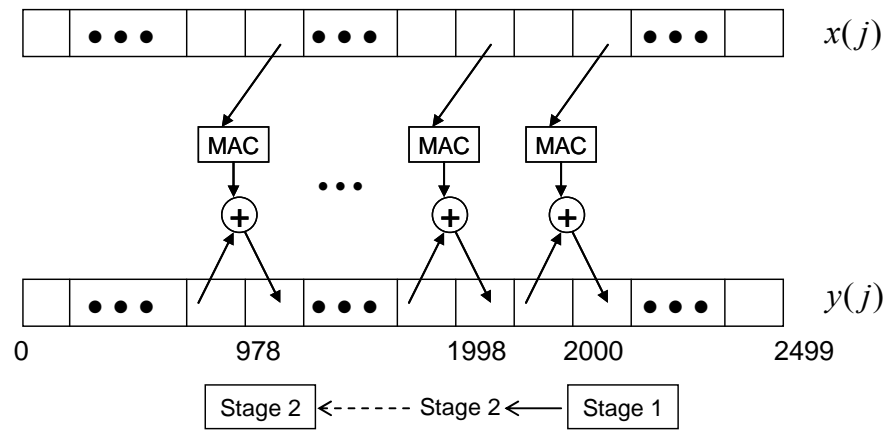 ● ● ● ● ● ● ● ● ● x(j)
MAC MAC MAC
● ● ●
+ + +
● ● ● ● ● ● ● ● ● y(j)
0 978 1998 2000 2499
Stage 2 Stage 2 Stage 1